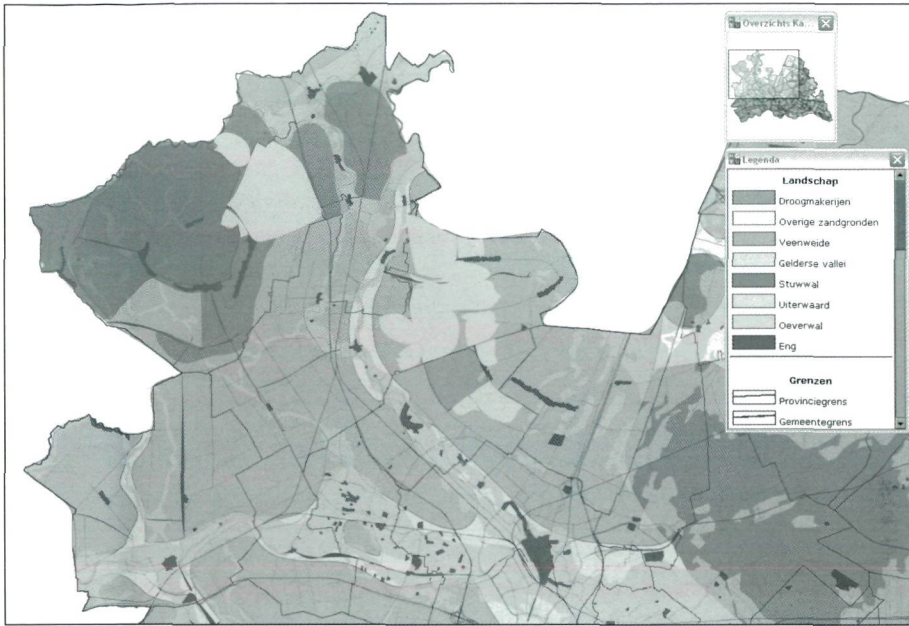 Overzichts Ka...
Legenda
Landschap
Droogmakerijen
Overige zandgronden
Veenweide
Gelderse vallei
Stuwwal
Uiterwaard
Oeverwal
Eng
Grenzen
Provinciegrens
Gemeentegrens